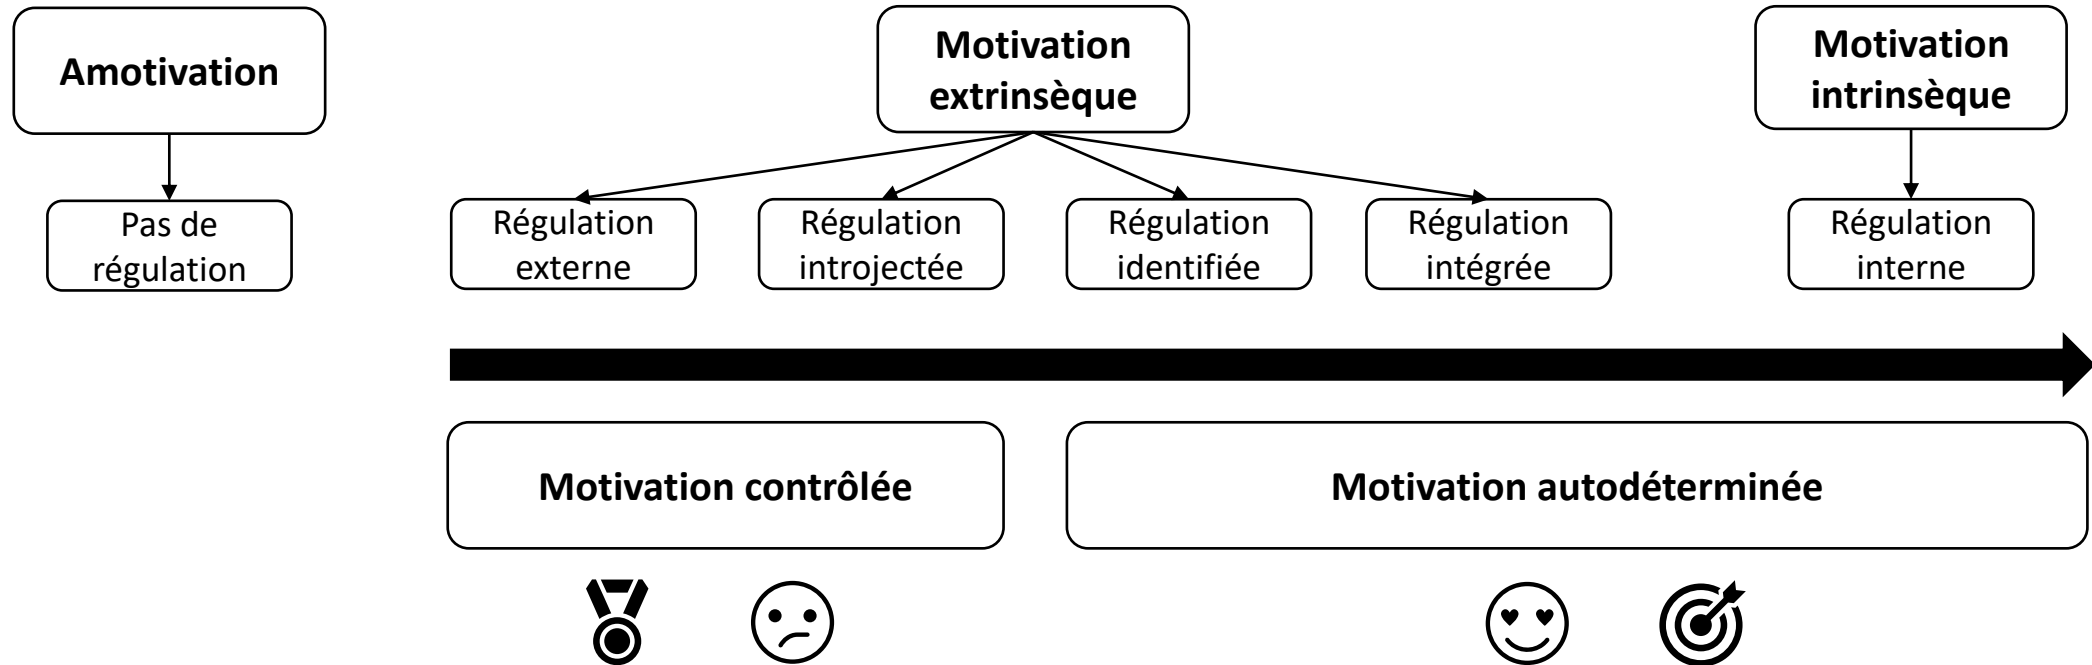 Amotivation
Motivation
extrinsèque
Motivation
intrinsèque
Pas de
régulation
Régulation
externe
Régulation
introjectée
Régulation
identifiée
Régulation
intégrée
Régulation
interne
Motivation contrôlée
Motivation autodéterminée